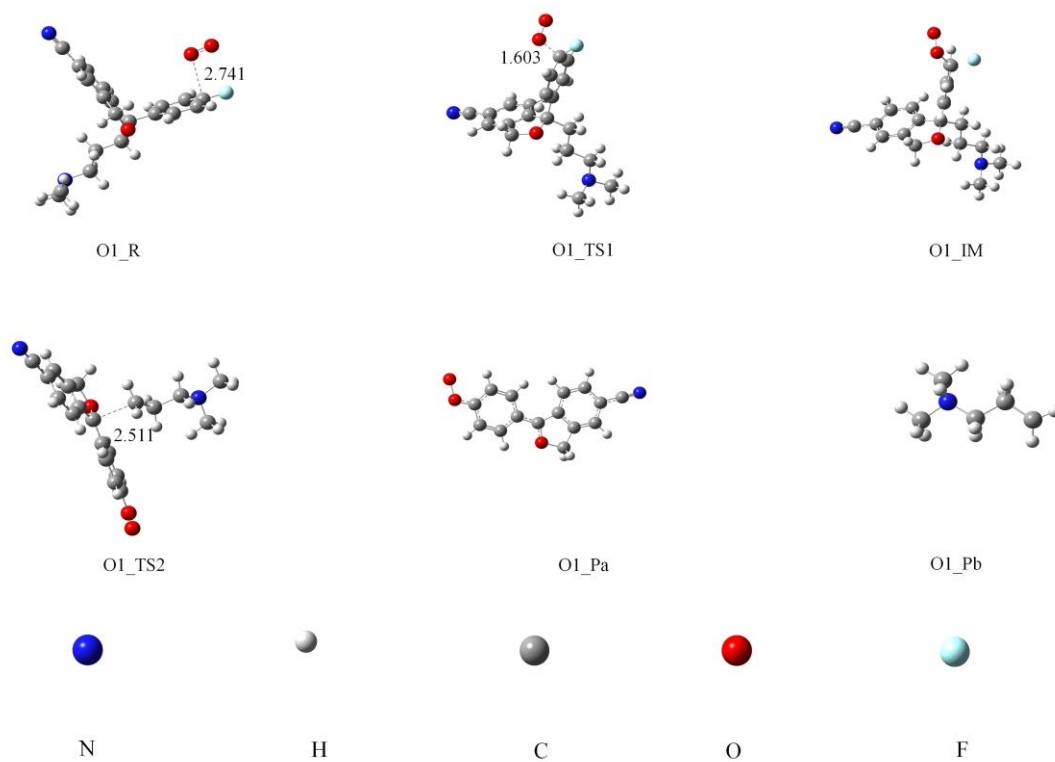 2.741
1.603
O1_R
O1_TS1
O1_IM
2.511
O1_TS2
O1_Pa
O1_Pb
N
H
C
O
F